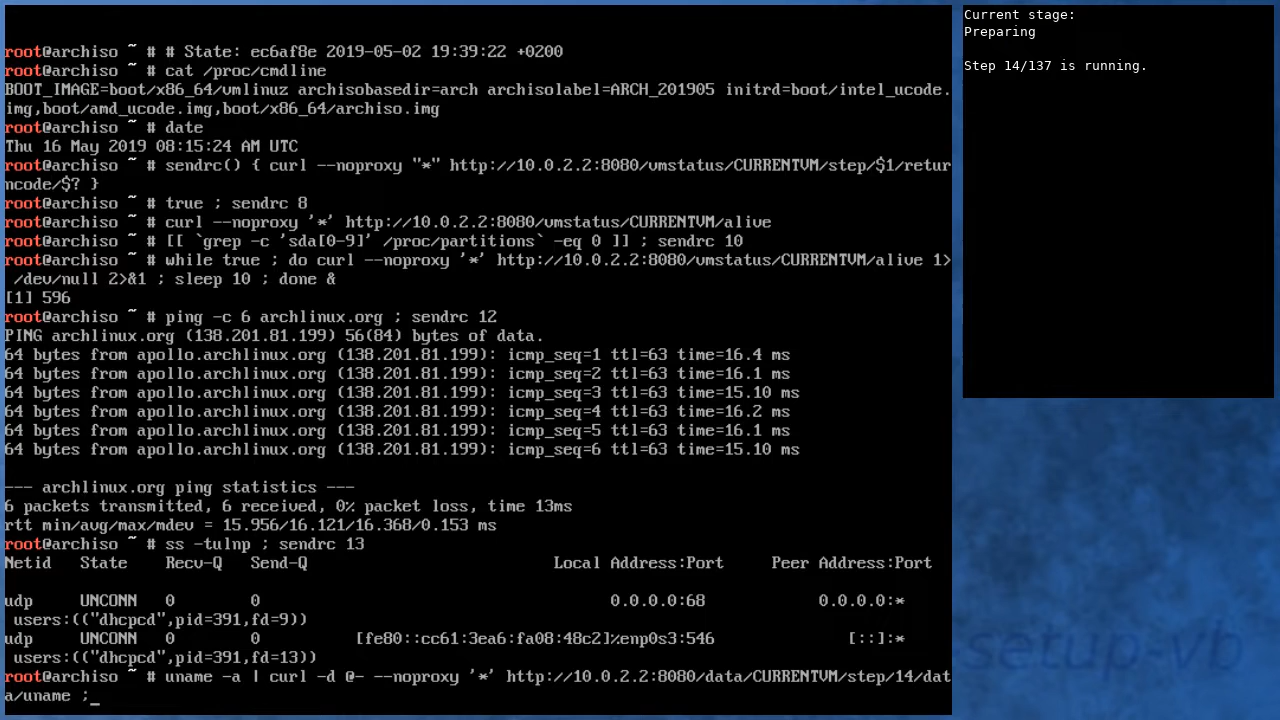 root@archiso ~ # # State: ec6af8e 2019-05-02 19:39:22 +0200
root@archiso ~ # cat /proc/cmdline
BOOT_IMAGE=boot/x86_64/vmlinuz archisobasedir=arch archisolabel=ARCH_201905 initrd=boot/intel_ucode.
img,boot/amd_ucode.img,boot/x86_64/archiso.img
root@archiso ~ # date
Thu 16 May 2019 08:15:24 AM UTC
root@archiso ~ # sendrc() { curl --noproxy "*" http://10.0.2.2:8080/vmstatus/CURRENTVM/step/$1/retur
ncode/$? }
root@archiso ~ # true ; sendrc 8
root@archiso ~ # curl --noproxy '*' http://10.0.2.2:8080/vmstatus/CURRENTVM/alive
root@archiso ~ # [[ `grep -c 'sda[0-9]' /proc/partitions` -eq 0 ]] ; sendrc 10
root@archiso ~ # while true ; do curl --noproxy '*' http://10.0.2.2:8080/vmstatus/CURRENTVM/alive 1>
 /dev/null 2>&1 ; sleep 10 ; done &
[1] 596
root@archiso ~ # ping -c 6 archlinux.org ; sendrc 12
PING archlinux.org (138.201.81.199) 56(84) bytes of data.
64 bytes from apollo.archlinux.org (138.201.81.199): icmp_seq=1 ttl=63 time=16.4 ms
64 bytes from apollo.archlinux.org (138.201.81.199): icmp_seq=2 ttl=63 time=16.1 ms
64 bytes from apollo.archlinux.org (138.201.81.199): icmp_seq=3 ttl=63 time=15.10 ms
64 bytes from apollo.archlinux.org (138.201.81.199): icmp_seq=4 ttl=63 time=16.2 ms
64 bytes from apollo.archlinux.org (138.201.81.199): icmp_seq=5 ttl=63 time=16.1 ms
64 bytes from apollo.archlinux.org (138.201.81.199): icmp_seq=6 ttl=63 time=15.10 ms
--- archlinux.org ping statistics ---
6 packets transmitted, 6 received, 0% packet loss, time 13ms
rtt min/avg/max/mdev = 15.956/16.121/16.368/0.153 ms
root@archiso ~ # ss -tulnp ; sendrc 13
Netid State Recv-Q Send-Q Local Address:Port Peer Address:Port
udp UNCONN 0 0 0.0.0.0:68 0.0.0.0:*
 users:(("dhcpcd",pid=391,fd=9))
udp UNCONN 0 0 [fe80::cc61:3ea6:fa08:48c2]%enp0s3:546 [::]:*
 users:(("dhcpcd",pid=391,fd=13))
root@archiso ~ # uname -a | curl -d @- --noproxy '*' http://10.0.2.2:8080/data/CURRENTVM/step/14/dat
a/uname ;_
Current stage:
Preparing
Step 14/137 is running.
setup-vb